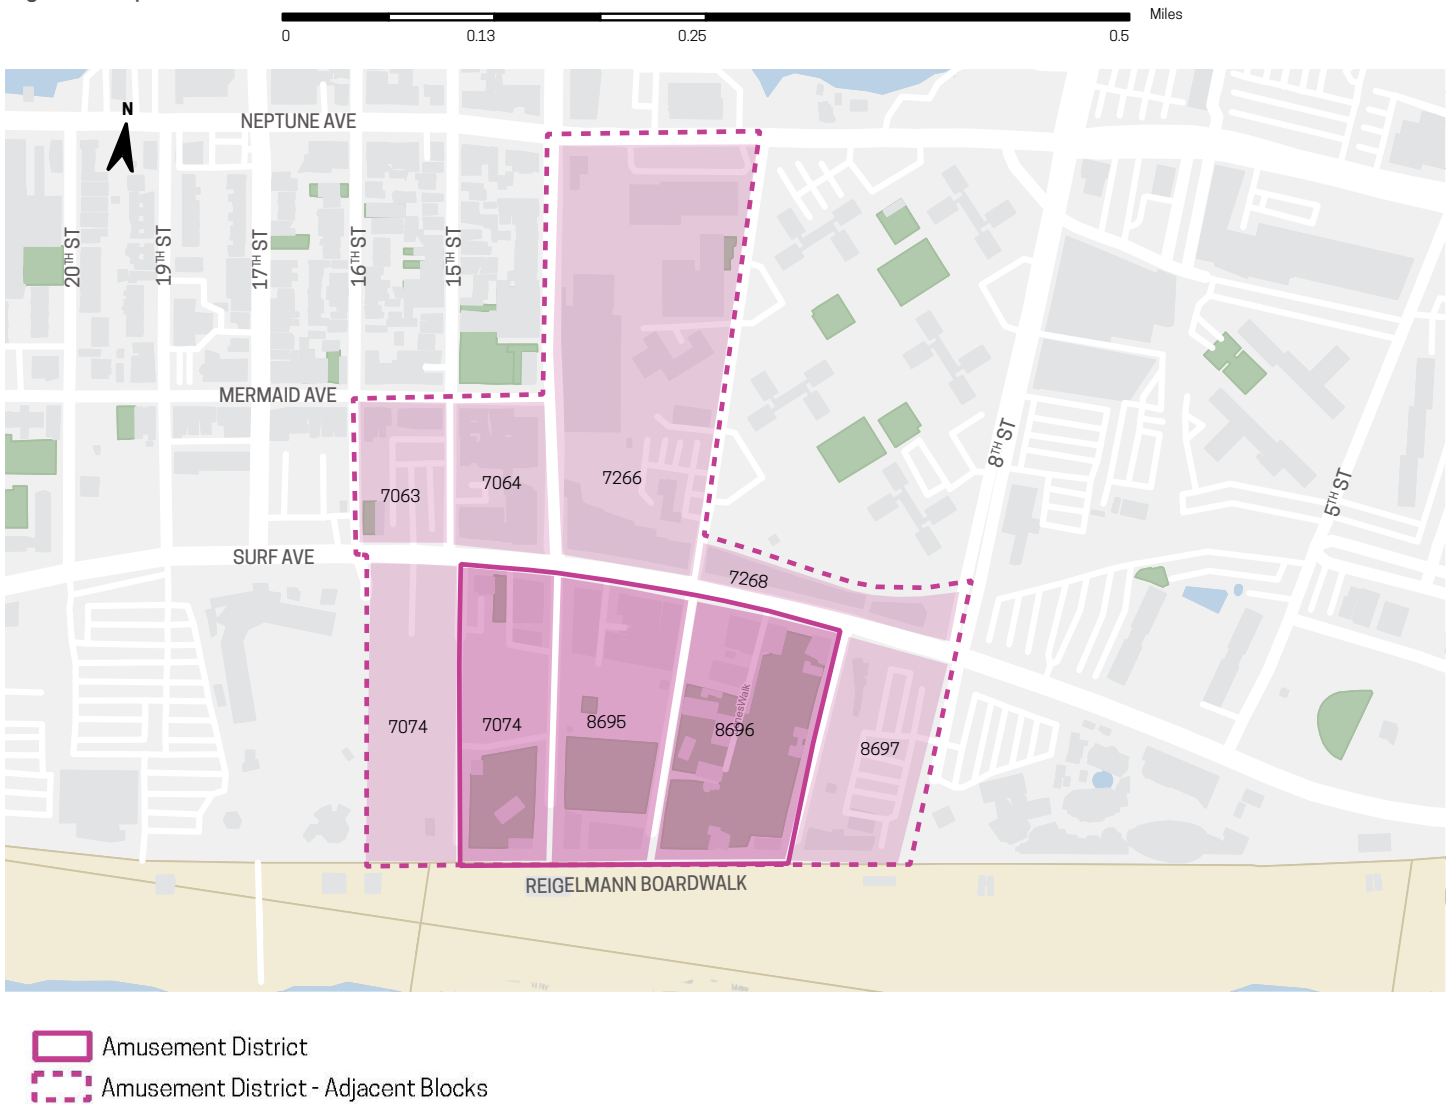 Miles
0 0.13 0.25 0.5
N
NEPTUNE AVE
20TH ST
19TH ST
17TH ST
16TH ST
15TH ST
MERMAID AVE
8TH ST
5TH ST
7063
7064
7266
SURF AVE
7268
7074
7074
8695
8696
8697
REIGELMANN BOARDWALK
Amusement District
Amusement District - Adjacent Blocks